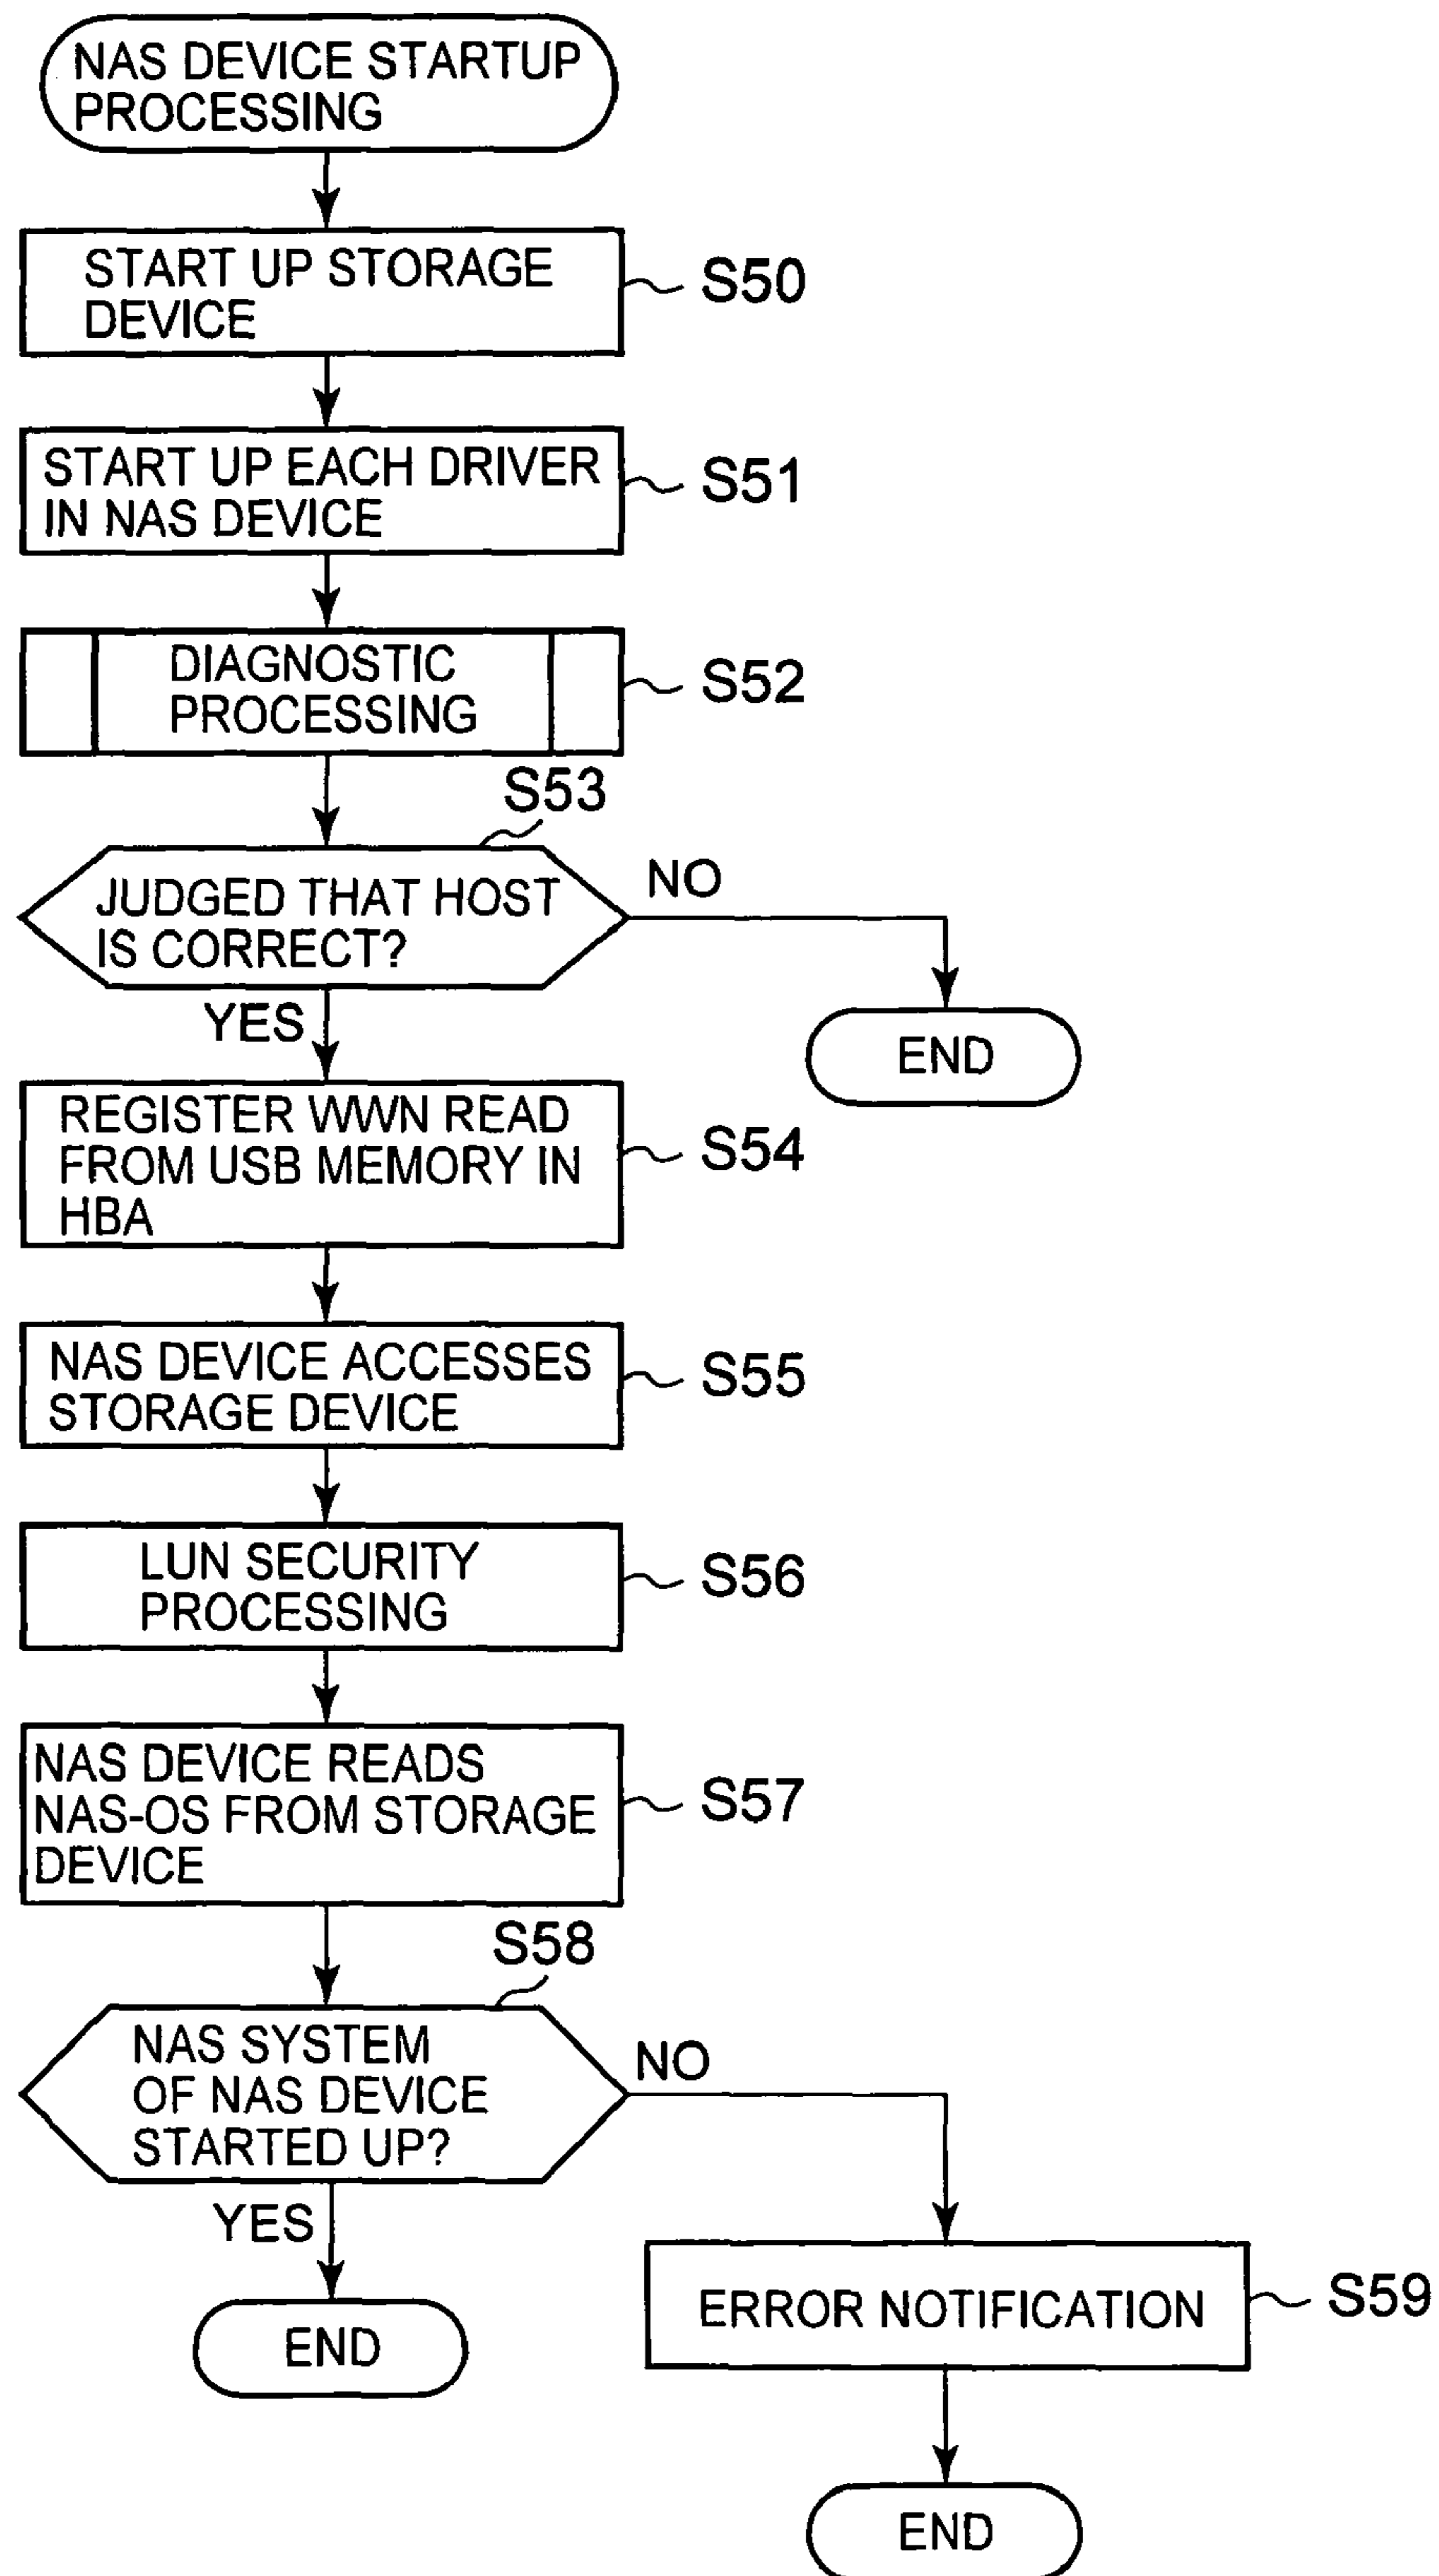 NAS DEVICE STARTUP
PROCESSING
START UP STORAGE
DEVICE
S50
START UP EACH DRIVER
IN NAS DEVICE
S51
DIAGNOSTIC
PROCESSING
S52
S53
JUDGED THAT HOST
IS CORRECT?
NO
YES
END
REGISTER WWN READ
FROM USB MEMORY IN
HBA
S54
NAS DEVICE ACCESSES
STORAGE DEVICE
S55
LUN SECURITY
PROCESSING
S56
NAS DEVICE READS
NAS-OS FROM STORAGE
DEVICE
S57
S58
NAS SYSTEM
OF NAS DEVICE
STARTED UP?
NO
YES
END
ERROR NOTIFICATION
S59
END